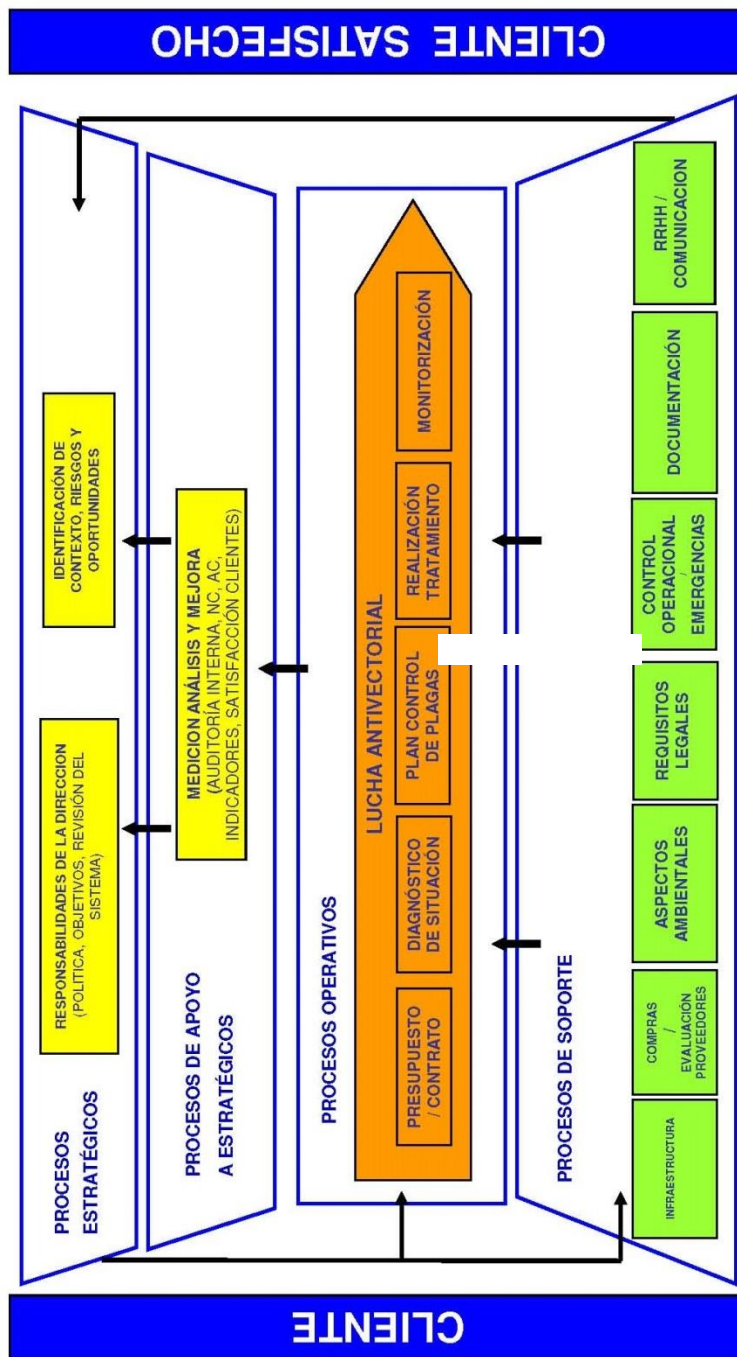 CLIENTE
PROCESOS
ESTRATÉGICOS
RESPONSABILIDADES DE LA DIRECCION
(POLITICA, OBJETIVOS, REVISIÓN DEL
SISTEMA)
IDENTIFICACIÓN DE
CONTEXTO, RIESGOS Y
OPORTUNIDADES
PROCESOS DE APOYO
A ESTRATÉGICOS
MEDICION ANÁLISIS Y MEJORA
(AUDITORÍA INTERNA, NC, AC,
INDICADORES, SATISFACCIÓN CLIENTES)
PROCESOS OPERATIVOS
LUCHA ANTIVECTORIAL
PRESUPUESTO
/ CONTRATO
DIAGNÓSTICO
DE SITUACIÓN
PLAN CONTROL
DE PLAGAS
REALIZACIÓN
TRATAMIENTO
MONITORIZACIÓN
PROCESOS DE SOPORTE
INFRAESTRUCTURA
COMPRAS
/
EVALUACIÓN
PROVEEDORES
ASPECTOS
AMBIENTALES
REQUISITOS
LEGALES
CONTROL
OPERACIONAL
/
EMERGENCIAS
DOCUMENTACIÓN
RRHH /
COMUNICACION
CLIENTE SATISFECHO